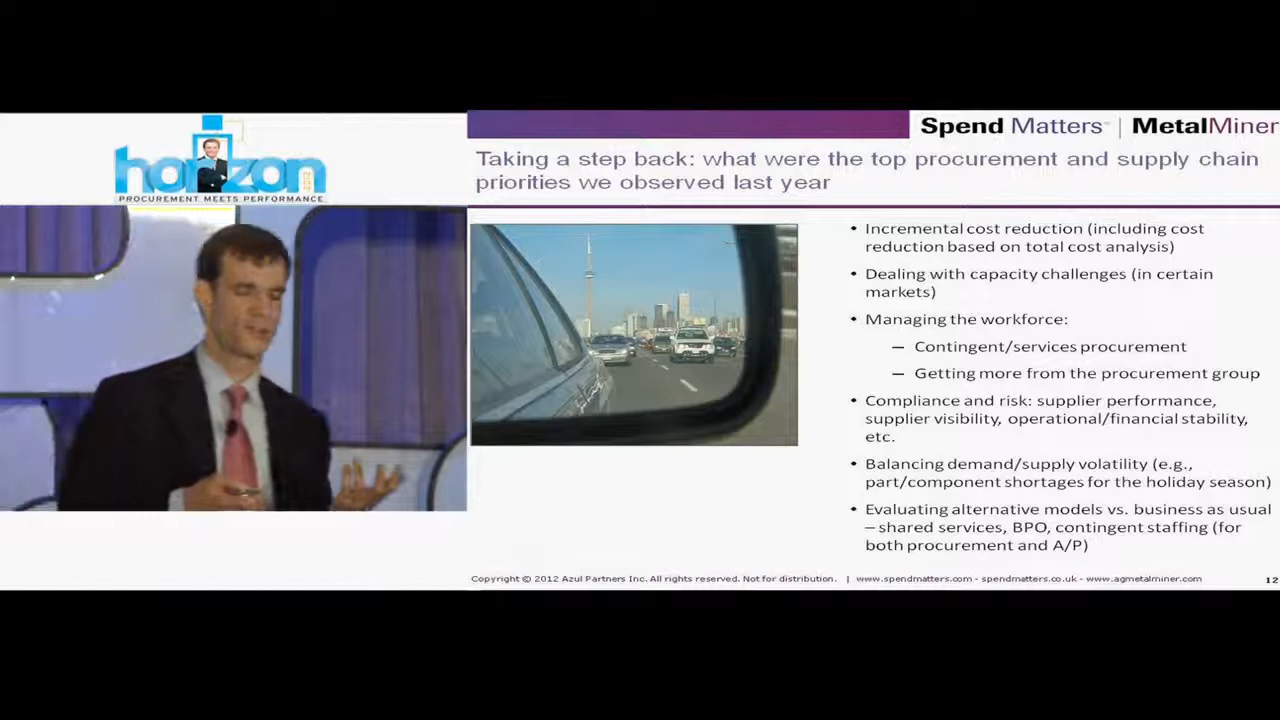 horizon
PROCUREMENT MEETS PERFORMANCE
Spend Matters™ | MetalMiner
Taking a step back: what were the top procurement and supply chain
priorities we observed last year
• Incremental cost reduction (including cost
reduction based on total cost analysis)
• Dealing with capacity challenges (in certain
markets)
• Managing the workforce:
– Contingent/services procurement
– Getting more from the procurement group
• Compliance and risk: supplier performance,
supplier visibility, operational/financial stability,
etc.
• Balancing demand/supply volatility (e.g.,
part/component shortages for the holiday season)
• Evaluating alternative models vs. business as usual
– shared services, BPO, contingent staffing (for
both procurement and A/P)
Copyright © 2012 Azul Partners Inc. All rights reserved. Not for distribution. | www.spendmatters.com - spendmatters.co.uk - www.agmetalminer.com
12